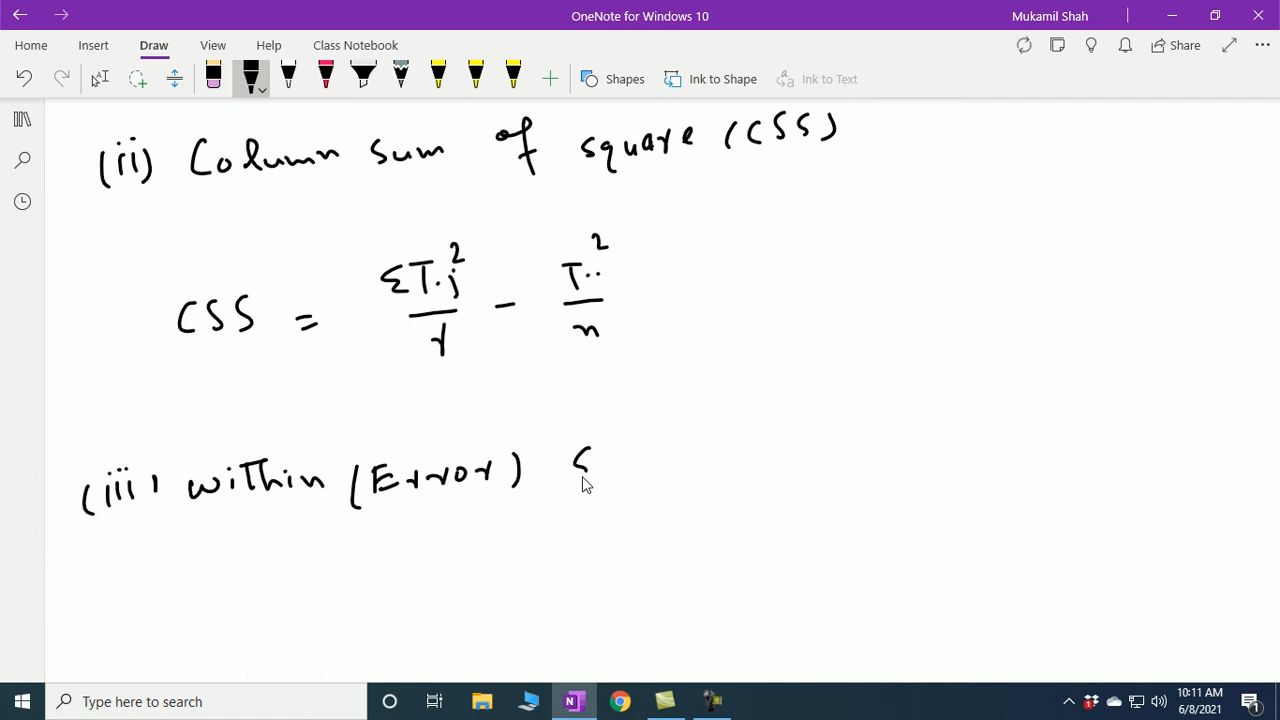 OneNote for Windows 10
Mukamil Shah
Home Insert Draw View Help Class Notebook
Share
Shapes Ink to Shape Ink to Text
(ii) Column sum of square (CSS)
CSS = ΣT.j² / r - T..² / n
(iii) within (Error) S
Type here to search
10:11 AM
6/8/2021